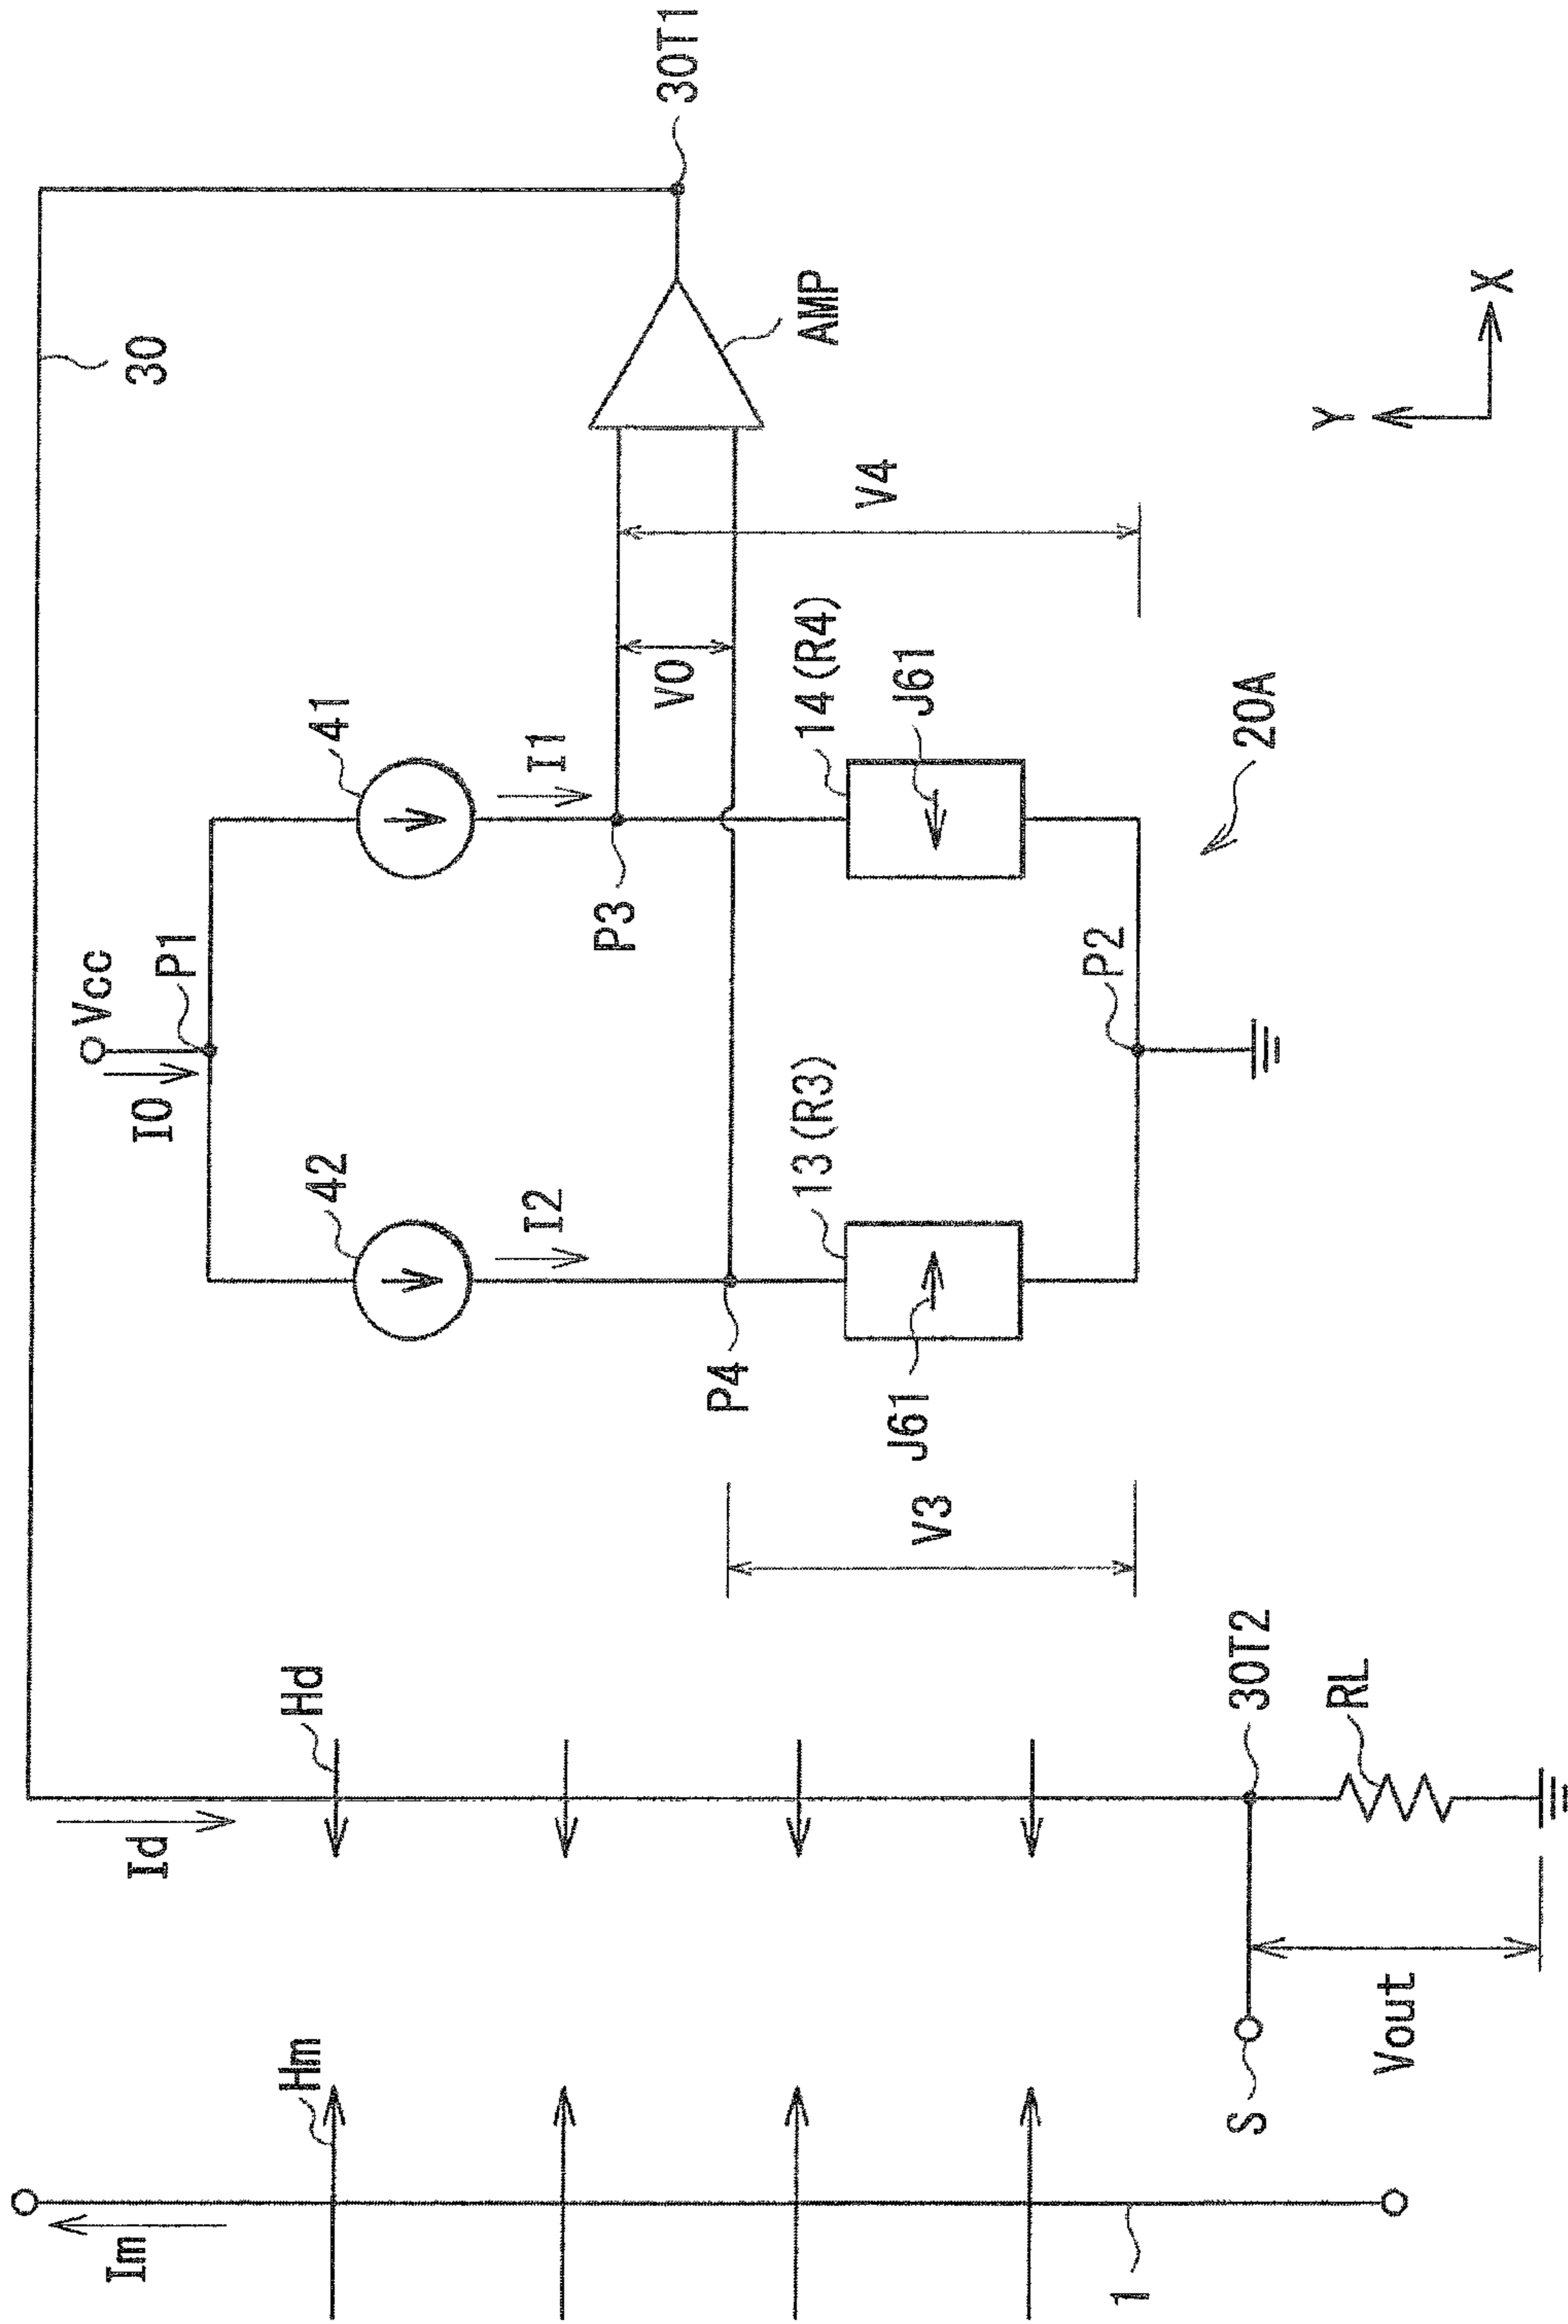 Vcc
Im
Id
I0
P1
30
Hm
Hd
42
41
I2
I1
P3
V0
30T1
P4
13(R3)
14(R4)
AMP
V3
J61
J61
V4
P2
1
S
30T2
20A
Vout
RL
Y
X